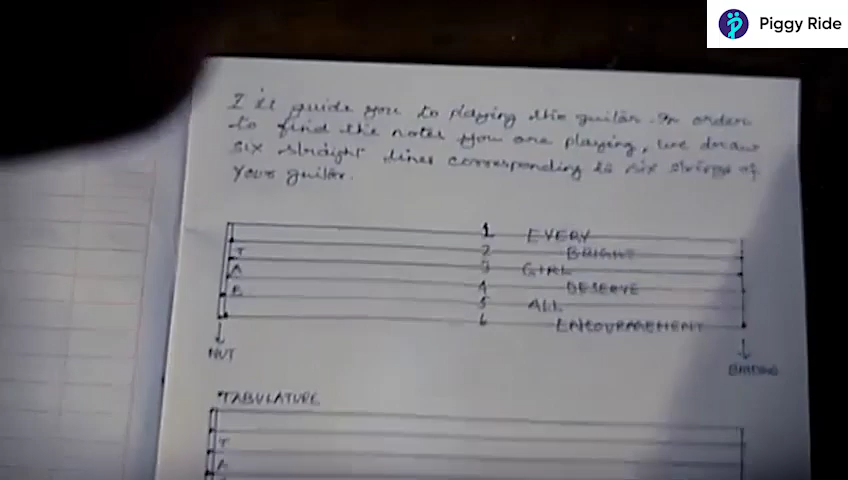 Piggy Ride
I'll guide you to playing the guitar. In order
to find the notes you are playing, we draw
six straight lines corresponding to six strings of
your guitar.
1 EVERY
T 2 BRIGHT
A 3 GIRL
B 4 DESERVE
5 ALL
6 ENCOURAGEMENT
NUT
TABULATURE
T
A